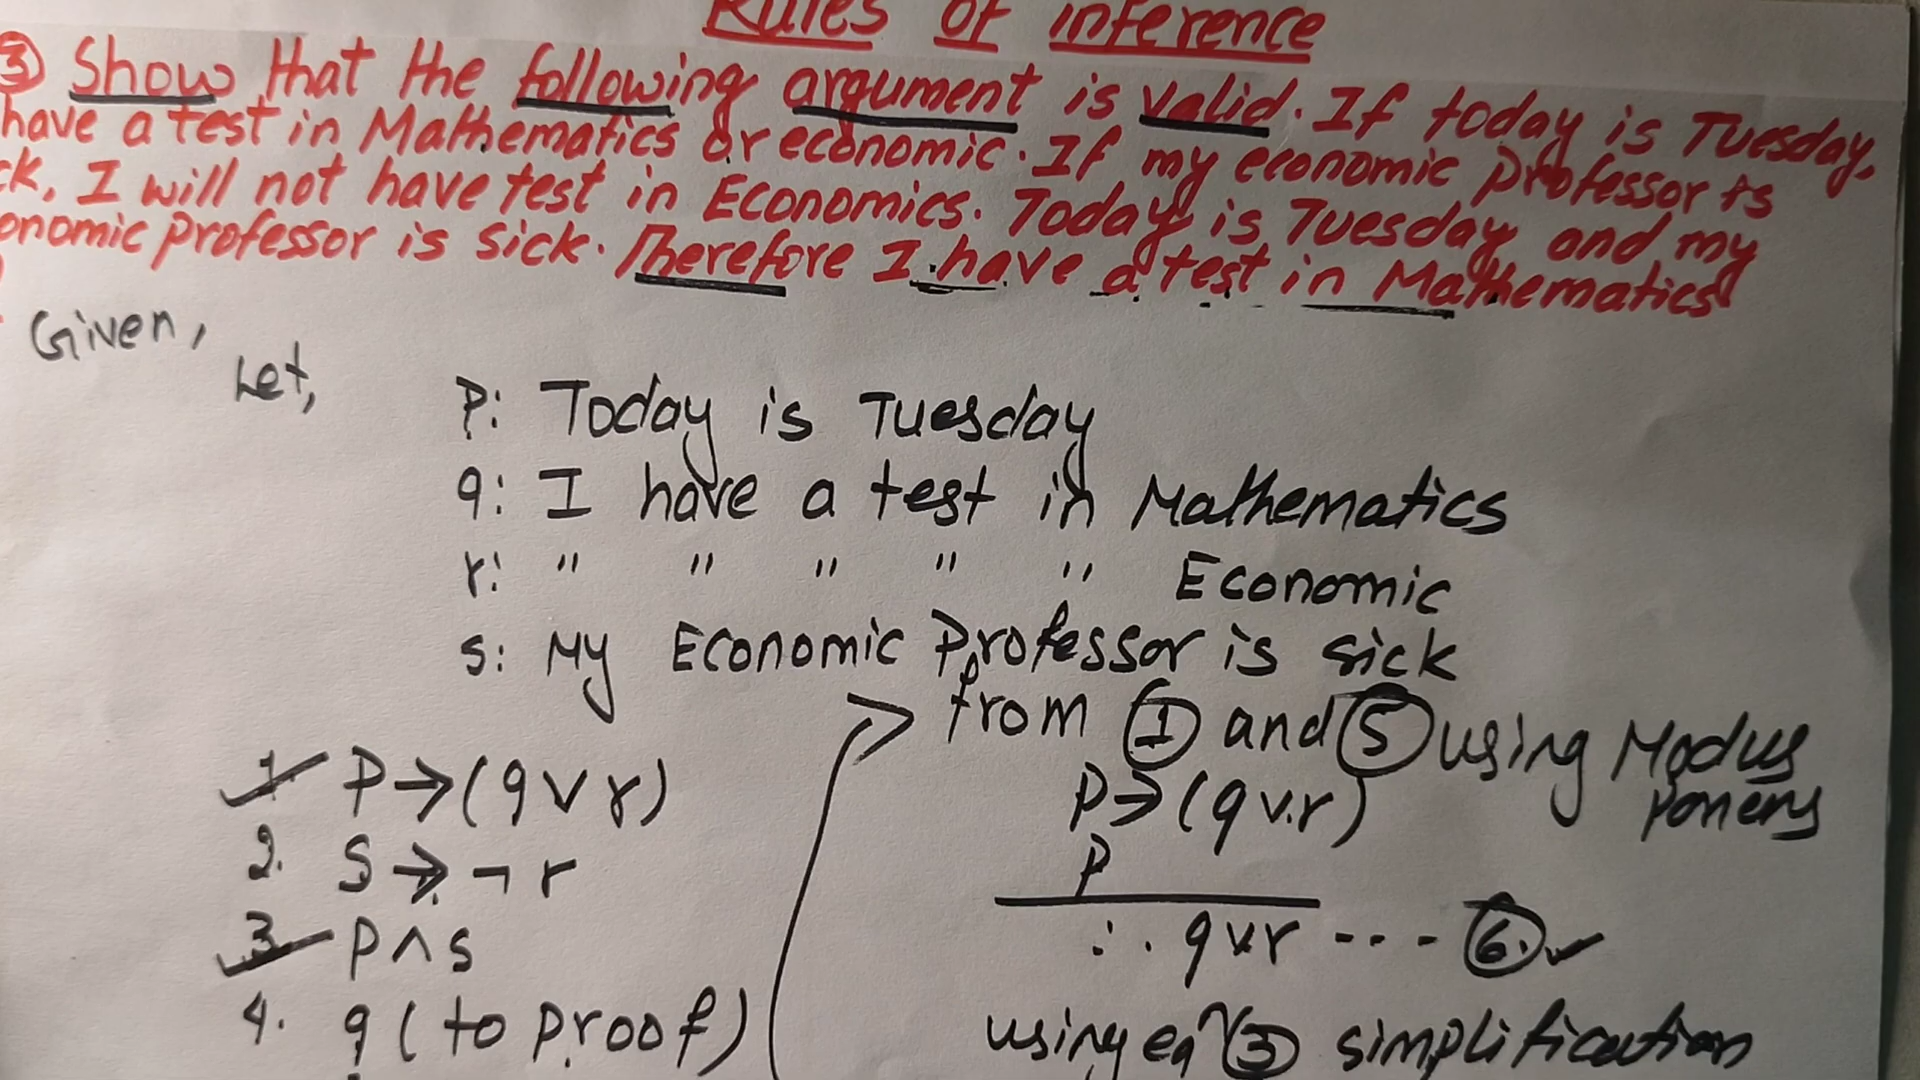 Rules of inference
③ Show that the following argument is valid. If today is Tuesday,
have a test in Mathematics or economic. If my economic professor is
ck, I will not have test in Economics. Today is Tuesday and my
onomic professor is sick. Therefore I have a test in Mathematics
Given,
Let,
P: Today is Tuesday
q: I have a test in Mathematics
r: " " " " " Economic
s: My Economic Professor is sick
1. P→(q∨r)
2. S→¬r
3. P∧s
4. q (to proof)
from ① and ⑤ using Modus
Ponens
P→(q∨r)
P
∴ q∨r --- ⑥.✓
using eqⁿ ③ simplification